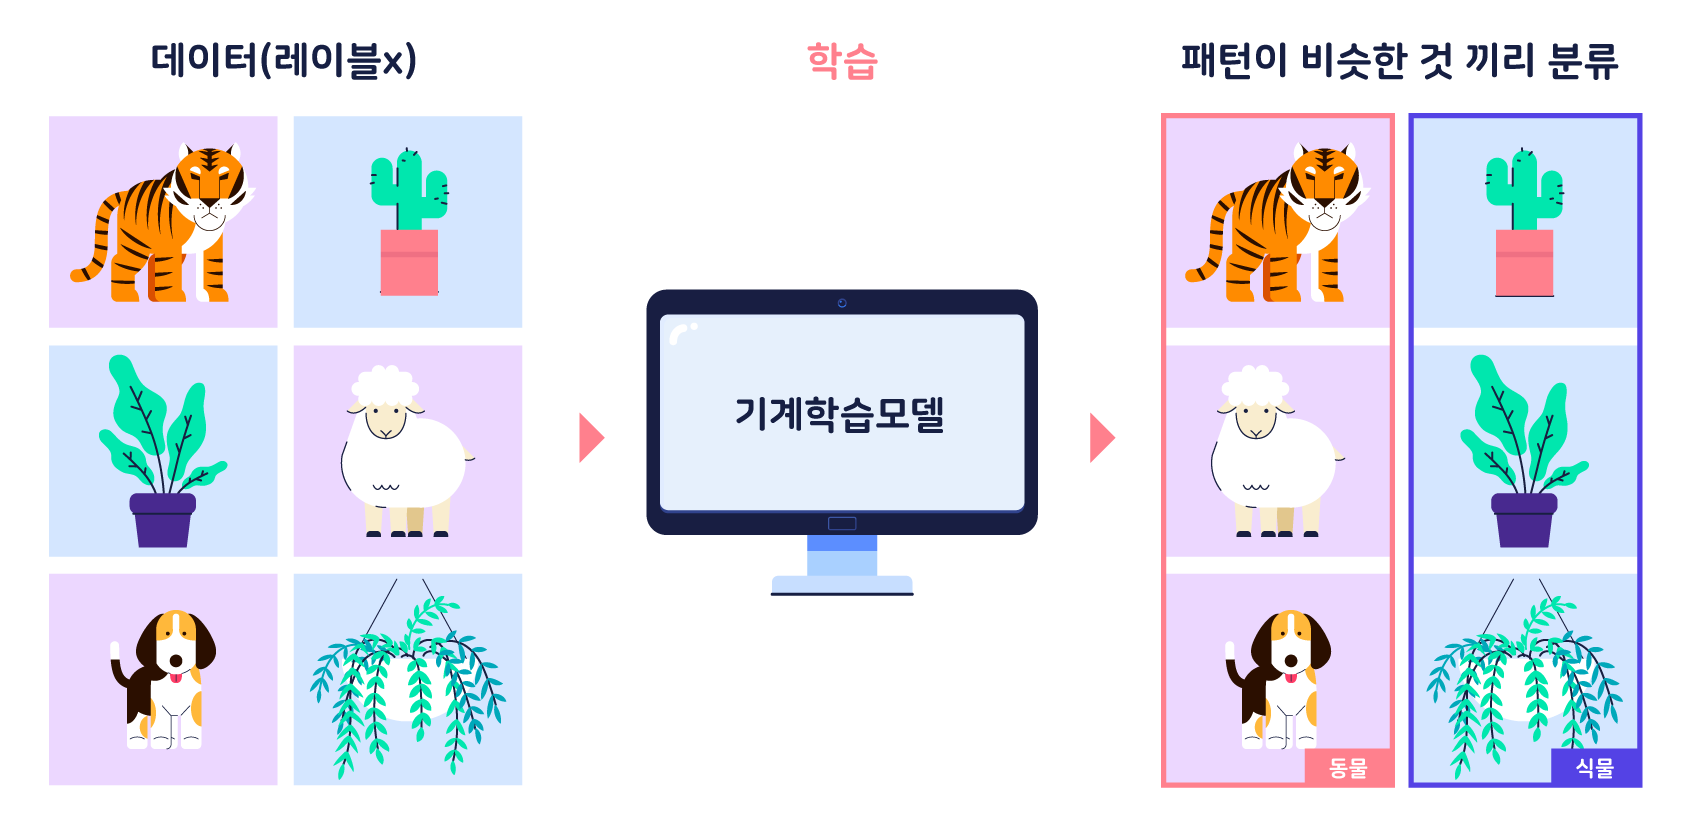 데이터(레이블x)
학습
패턴이 비슷한 것 끼리 분류
기계학습모델
동물
식물